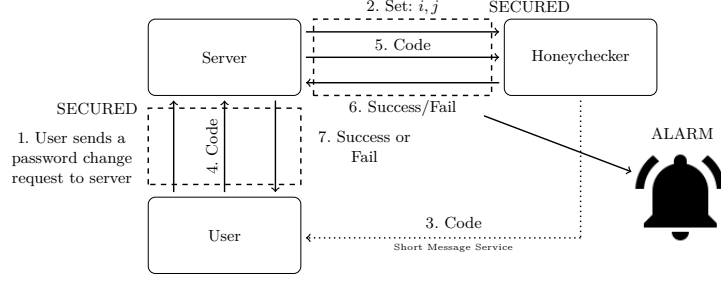 2. Set: i, j
SECURED
Server
5. Code
Honeychecker
6. Success/Fail
SECURED
1. User sends a
password change
request to server
4. Code
7. Success or
Fail
ALARM
User
3. Code
Short Message Service